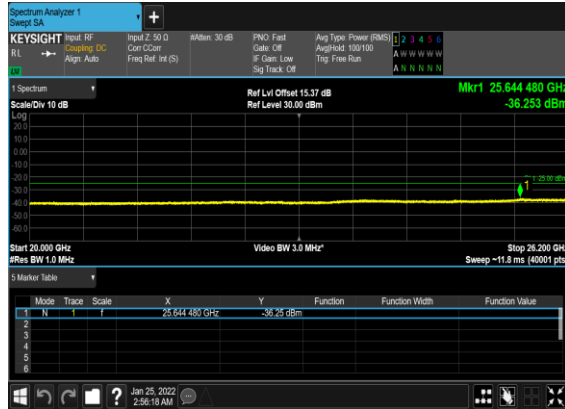 Spectrum Analyzer 1
Swept SA
KEYSIGHT Input: RF Input Z: 50 Ω #Atten: 30 dB PNO: Fast Avg Type: Power (RMS) 1 2 3 4 5 6
RL Coupling: DC Corr CCorr Gate: Off Avg|Hold: 100/100 A W W W W W
Align: Auto Freq Ref: Int (S) IF Gain: Low Trig: Free Run
LW Sig Track: Off A N N N N N
1 Spectrum Ref Lvl Offset 15.37 dB Mkr1 25.644 480 GHz
Scale/Div 10 dB Ref Level 30.00 dBm -36.253 dBm
Log
20.0
10.0
0.00
-10.0
-20.0
1 -25.00 dBm
-30.0 1
-40.0
-50.0
-60.0
Start 20.000 GHz Video BW 3.0 MHz* Stop 26.200 GHz
#Res BW 1.0 MHz Sweep ~11.8 ms (40001 pts)
5 Marker Table
Mode Trace Scale X Y Function Function Width Function Value
1 N 1 f 25.644 480 GHz -36.25 dBm
2
3
4
5
6
? Jan 25, 2022
2:56:18 AM